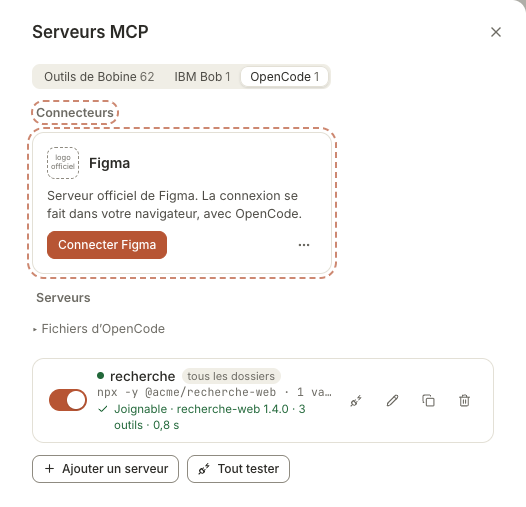 Serveurs MCP
Outils de Bobine 62 IBM Bob 1 OpenCode 1
Connecteurs
logo
officiel
Figma
Serveur officiel de Figma. La connexion se
fait dans votre navigateur, avec OpenCode.
Connecter Figma
Serveurs
Fichiers d’OpenCode
recherche tous les dossiers
npx -y @acme/recherche-web · 1 va…
Joignable · recherche-web 1.4.0 · 3
outils · 0,8 s
Ajouter un serveur Tout tester